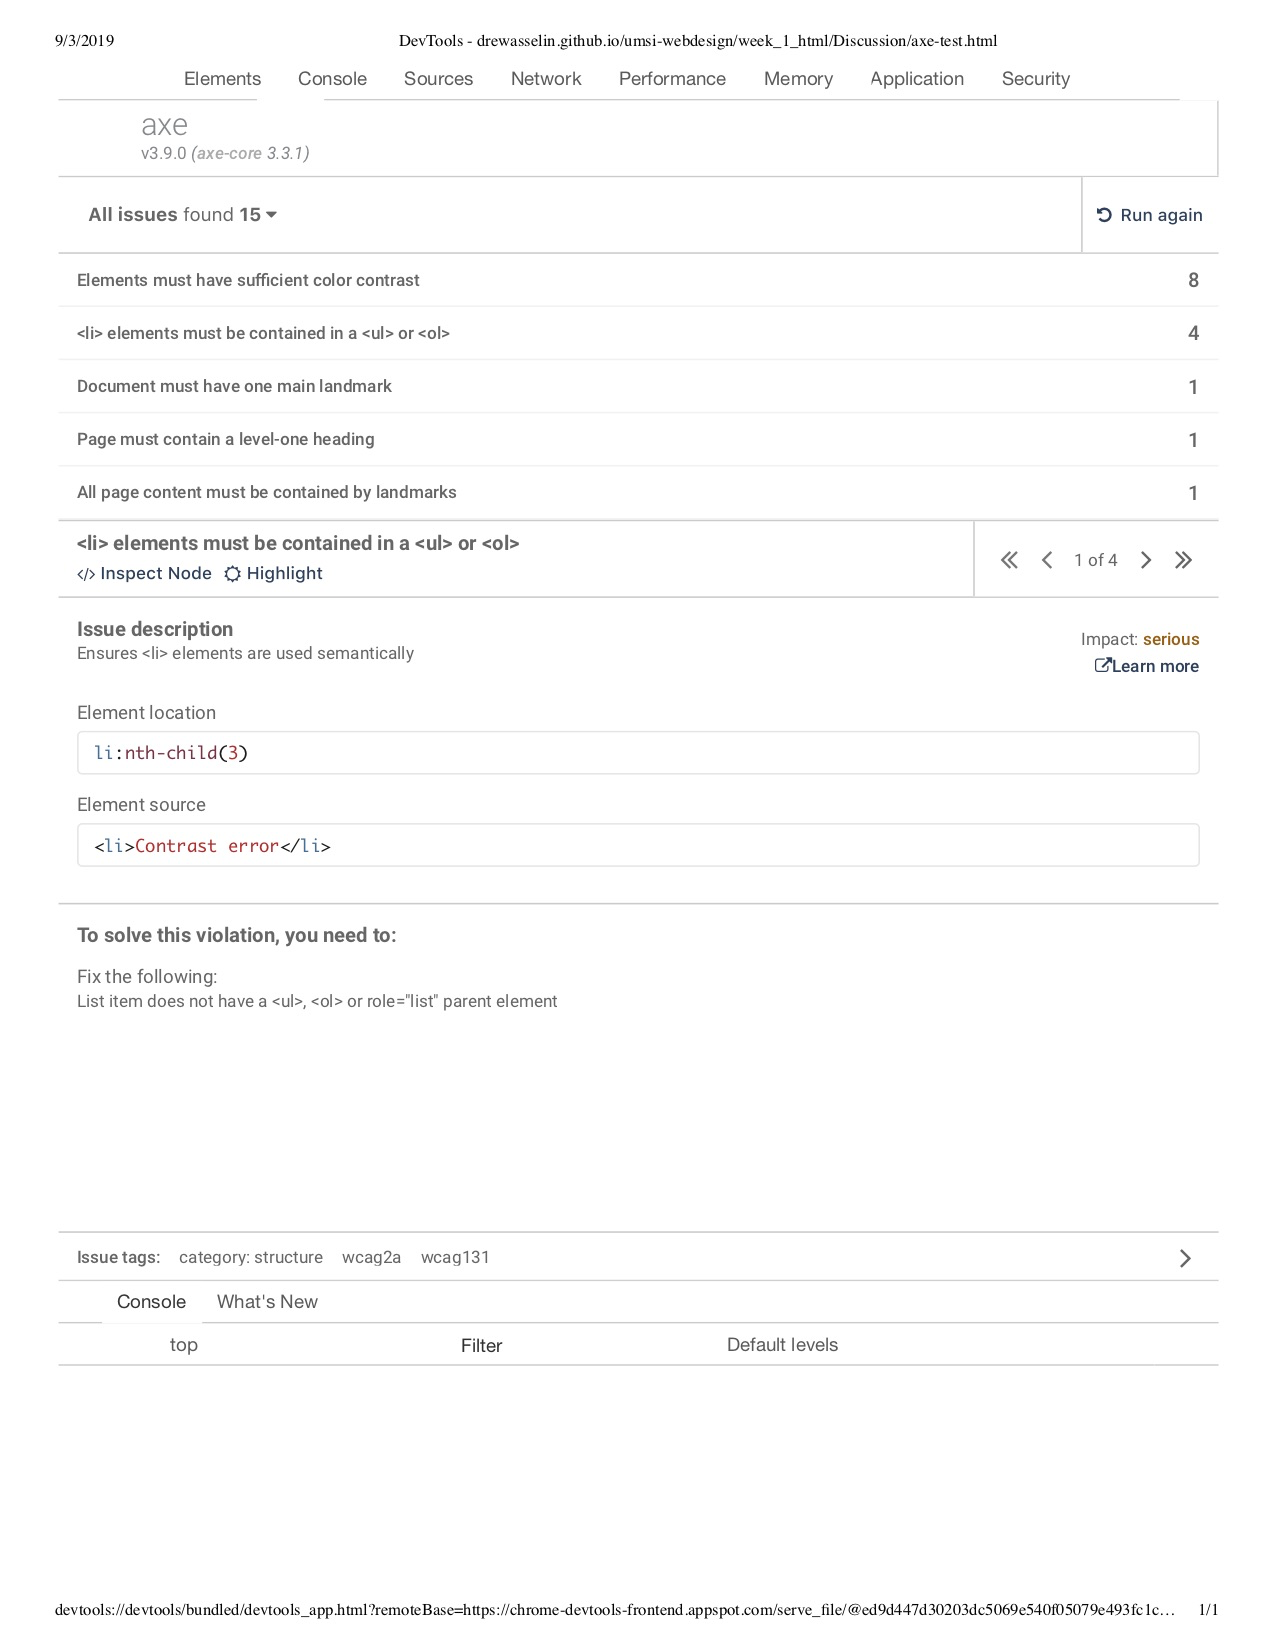 9/3/2019 DevTools - drewasselin.github.io/umsi-webdesign/week_1_html/Discussion/axe-test.html
Elements Console Sources Network Performance Memory Application Security
axe
v3.9.0 (axe-core 3.3.1)
All issues found 15 Run again
Elements must have sufficient color contrast 8
<li> elements must be contained in a <ul> or <ol> 4
Document must have one main landmark 1
Page must contain a level-one heading 1
All page content must be contained by landmarks 1
<li> elements must be contained in a <ul> or <ol>
</> Inspect Node Highlight 1 of 4
Issue description
Ensures <li> elements are used semantically
Impact: serious
Learn more
Element location
li:nth-child(3)
Element source
<li>Contrast error</li>
To solve this violation, you need to:
Fix the following:
List item does not have a <ul>, <ol> or role="list" parent element
Issue tags: category: structure wcag2a wcag131
Console What's New
top Filter Default levels
devtools://devtools/bundled/devtools_app.html?remoteBase=https://chrome-devtools-frontend.appspot.com/serve_file/@ed9d447d30203dc5069e540f05079e493fc1c… 1/1